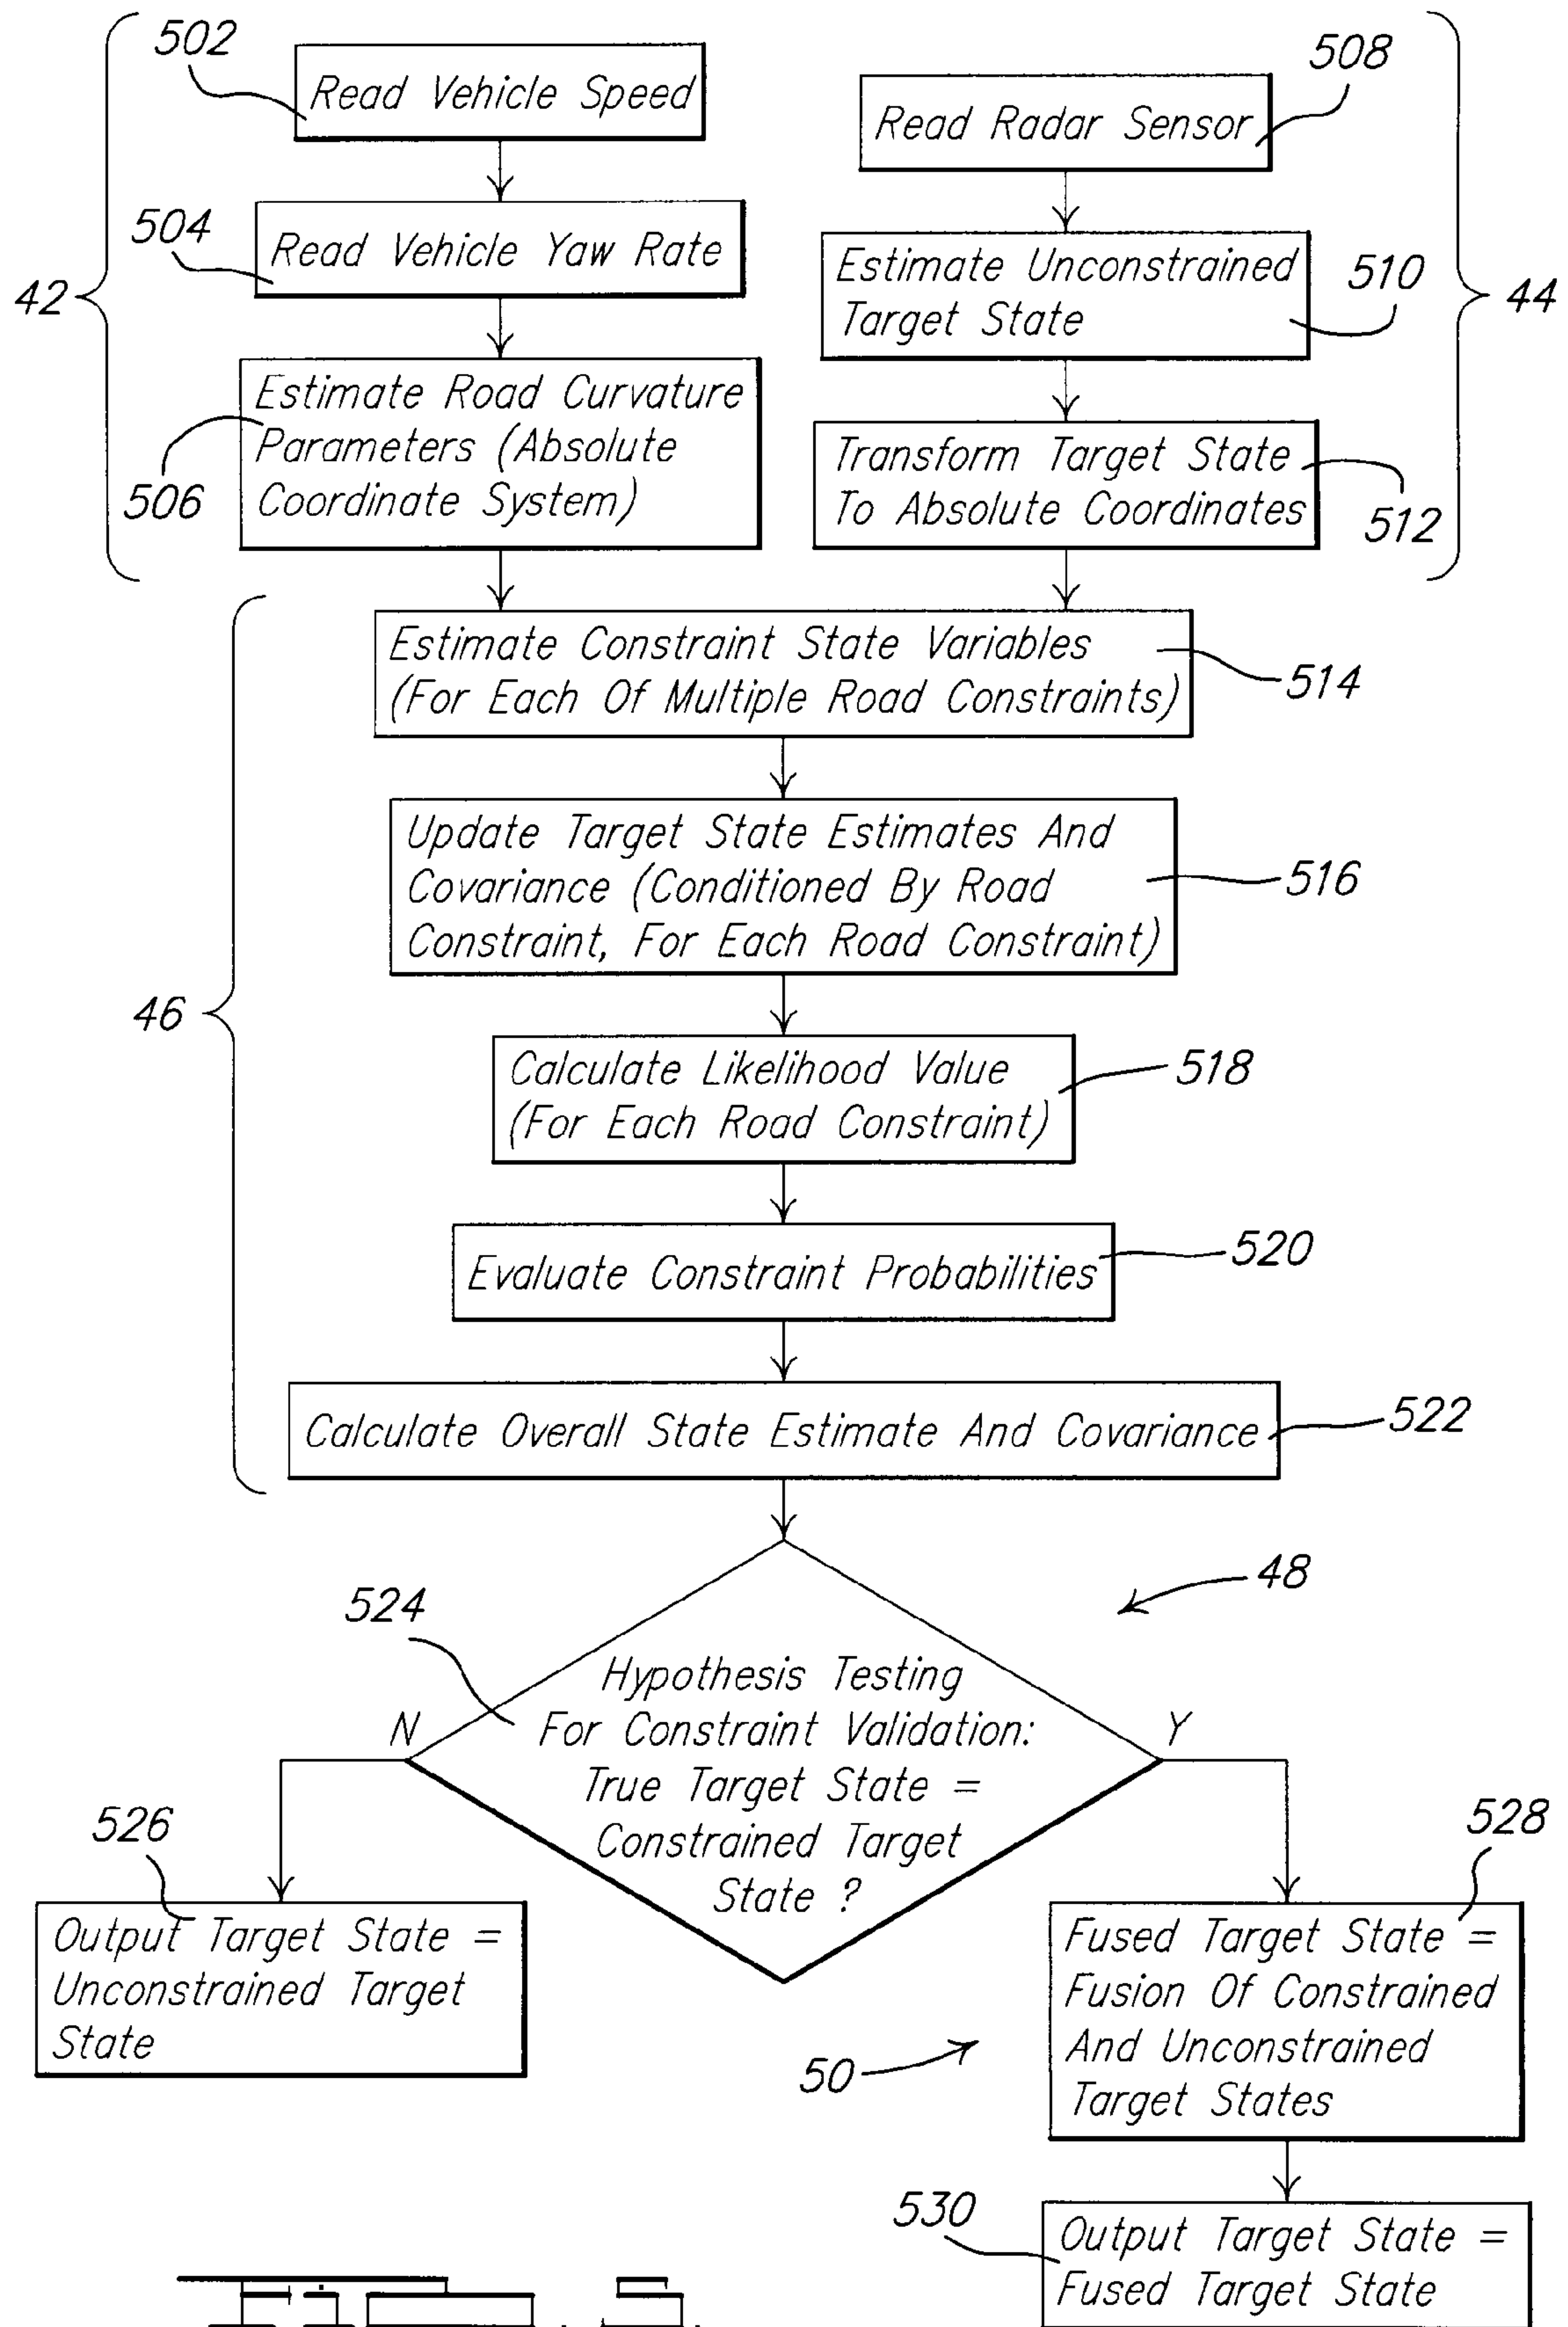 502
Read Vehicle Speed
508
Read Radar Sensor
504
Read Vehicle Yaw Rate
42
Estimate Unconstrained
Target State
510
44
Estimate Road Curvature
Parameters (Absolute
Coordinate System)
506
Transform Target State
To Absolute Coordinates
512
Estimate Constraint State Variables
(For Each Of Multiple Road Constraints)
514
Update Target State Estimates And
Covariance (Conditioned By Road
Constraint, For Each Road Constraint)
516
46
Calculate Likelihood Value
(For Each Road Constraint)
518
Evaluate Constraint Probabilities
520
Calculate Overall State Estimate And Covariance
522
48
524
Hypothesis Testing
For Constraint Validation:
True Target State =
Constrained Target
State ?
N
Y
526
Output Target State =
Unconstrained Target
State
528
Fused Target State =
Fusion Of Constrained
And Unconstrained
Target States
50
530
Output Target State =
Fused Target State